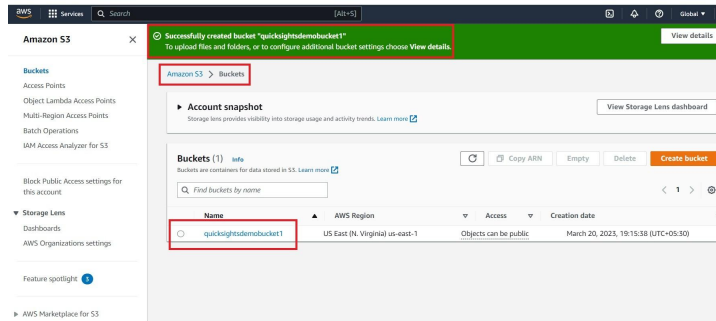 aws Services Search [Alt+S] Global
Amazon S3
Buckets
Access Points
Object Lambda Access Points
Multi-Region Access Points
Batch Operations
IAM Access Analyzer for S3
Block Public Access settings for
this account
Storage Lens
Dashboards
AWS Organizations settings
Feature spotlight 3
AWS Marketplace for S3
Successfully created bucket "quicksightsdemobucket1"
To upload files and folders, or to configure additional bucket settings choose View details.
View details
Amazon S3 > Buckets
Account snapshot
Storage lens provides visibility into storage usage and activity trends. Learn more
View Storage Lens dashboard
Buckets (1) Info
Buckets are containers for data stored in S3. Learn more
Copy ARN Empty Delete Create bucket
Find buckets by name
< 1 >
Name AWS Region Access Creation date
quicksightsdemobucket1 US East (N. Virginia) us-east-1 Objects can be public March 20, 2023, 19:15:38 (UTC+05:30)